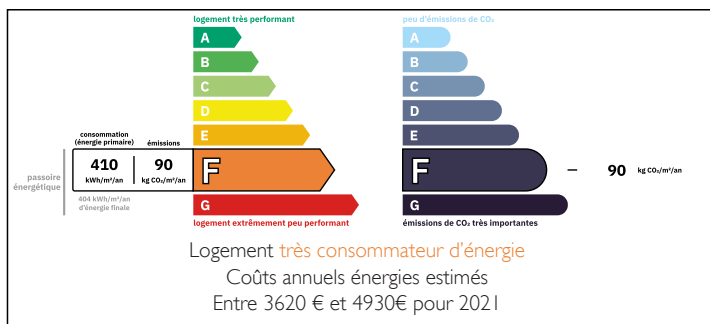 logement très performant
A
B
C
D
E
consommation
(énergie primaire)
émissions
410
kWh/m²/an
90
kg CO₂/m²/an
F
passoire
énergétique
404 kWh/m²/an
d'énergie finale
G
logement extrêmement peu performant
peu d'émissions de CO₂
A
B
C
D
E
F
90 kg CO₂/m²/an
G
émissions de CO₂ très importantes
Logement très consommateur d'énergie
Coûts annuels énergies estimés
Entre 3620 € et 4930€ pour 2021